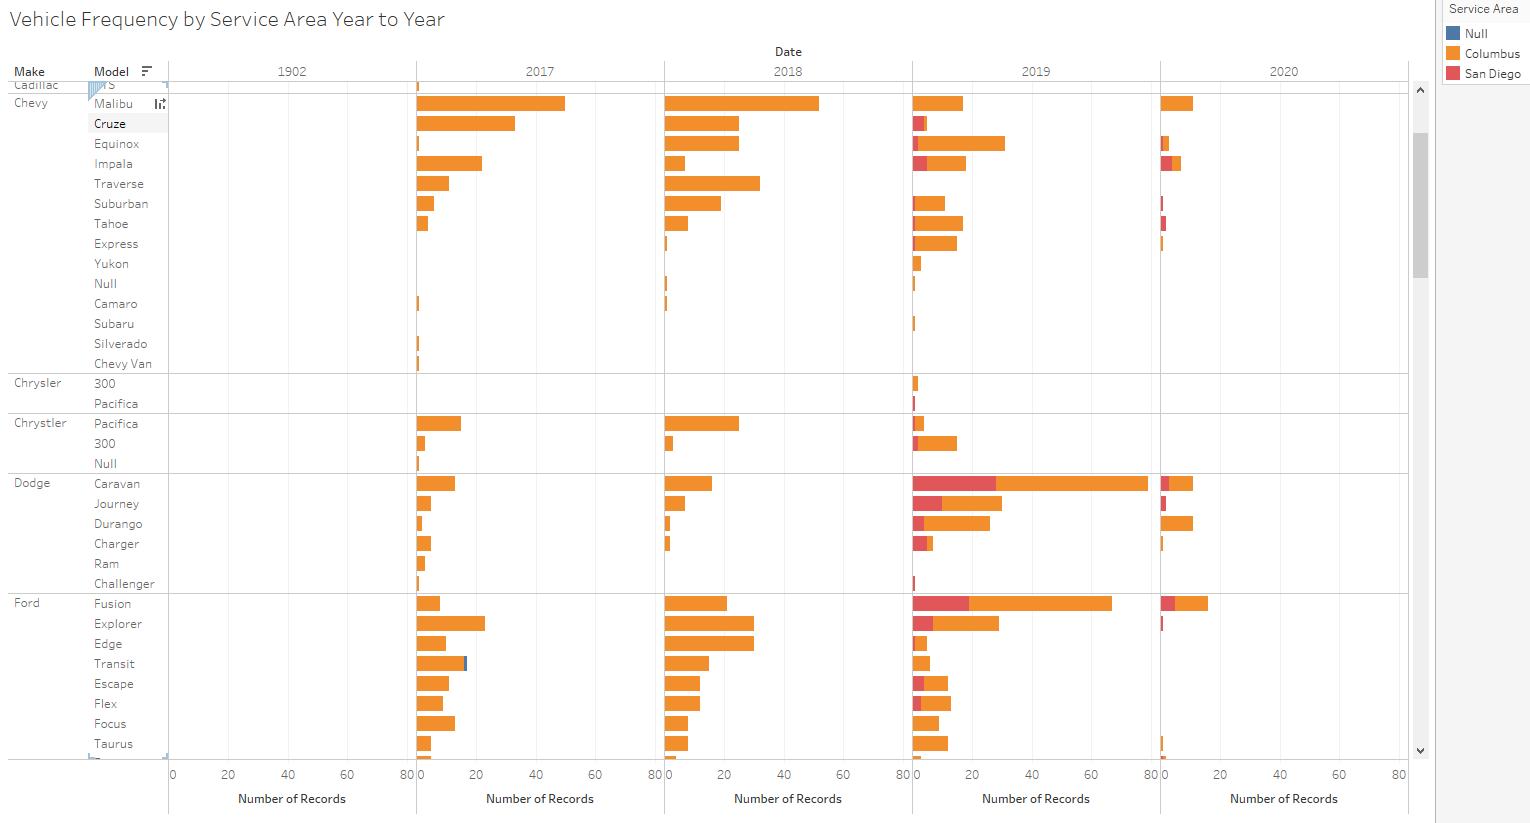 Vehicle Frequency by Service Area Year to Year
Service Area
Null
Columbus
San Diego
Date
Make Model 1902 2017 2018 2019 2020
Cadillac
Chevy Malibu
Cruze
Equinox
Impala
Traverse
Suburban
Tahoe
Express
Yukon
Null
Camaro
Subaru
Silverado
Chevy Van
Chrysler 300
Pacifica
Chrystler Pacifica
300
Null
Dodge Caravan
Journey
Durango
Charger
Ram
Challenger
Ford Fusion
Explorer
Edge
Transit
Escape
Flex
Focus
Taurus
0 20 40 60 80 0 20 40 60 80 0 20 40 60 80 0 20 40 60 80 0 20 40 60 80
Number of Records Number of Records Number of Records Number of Records Number of Records